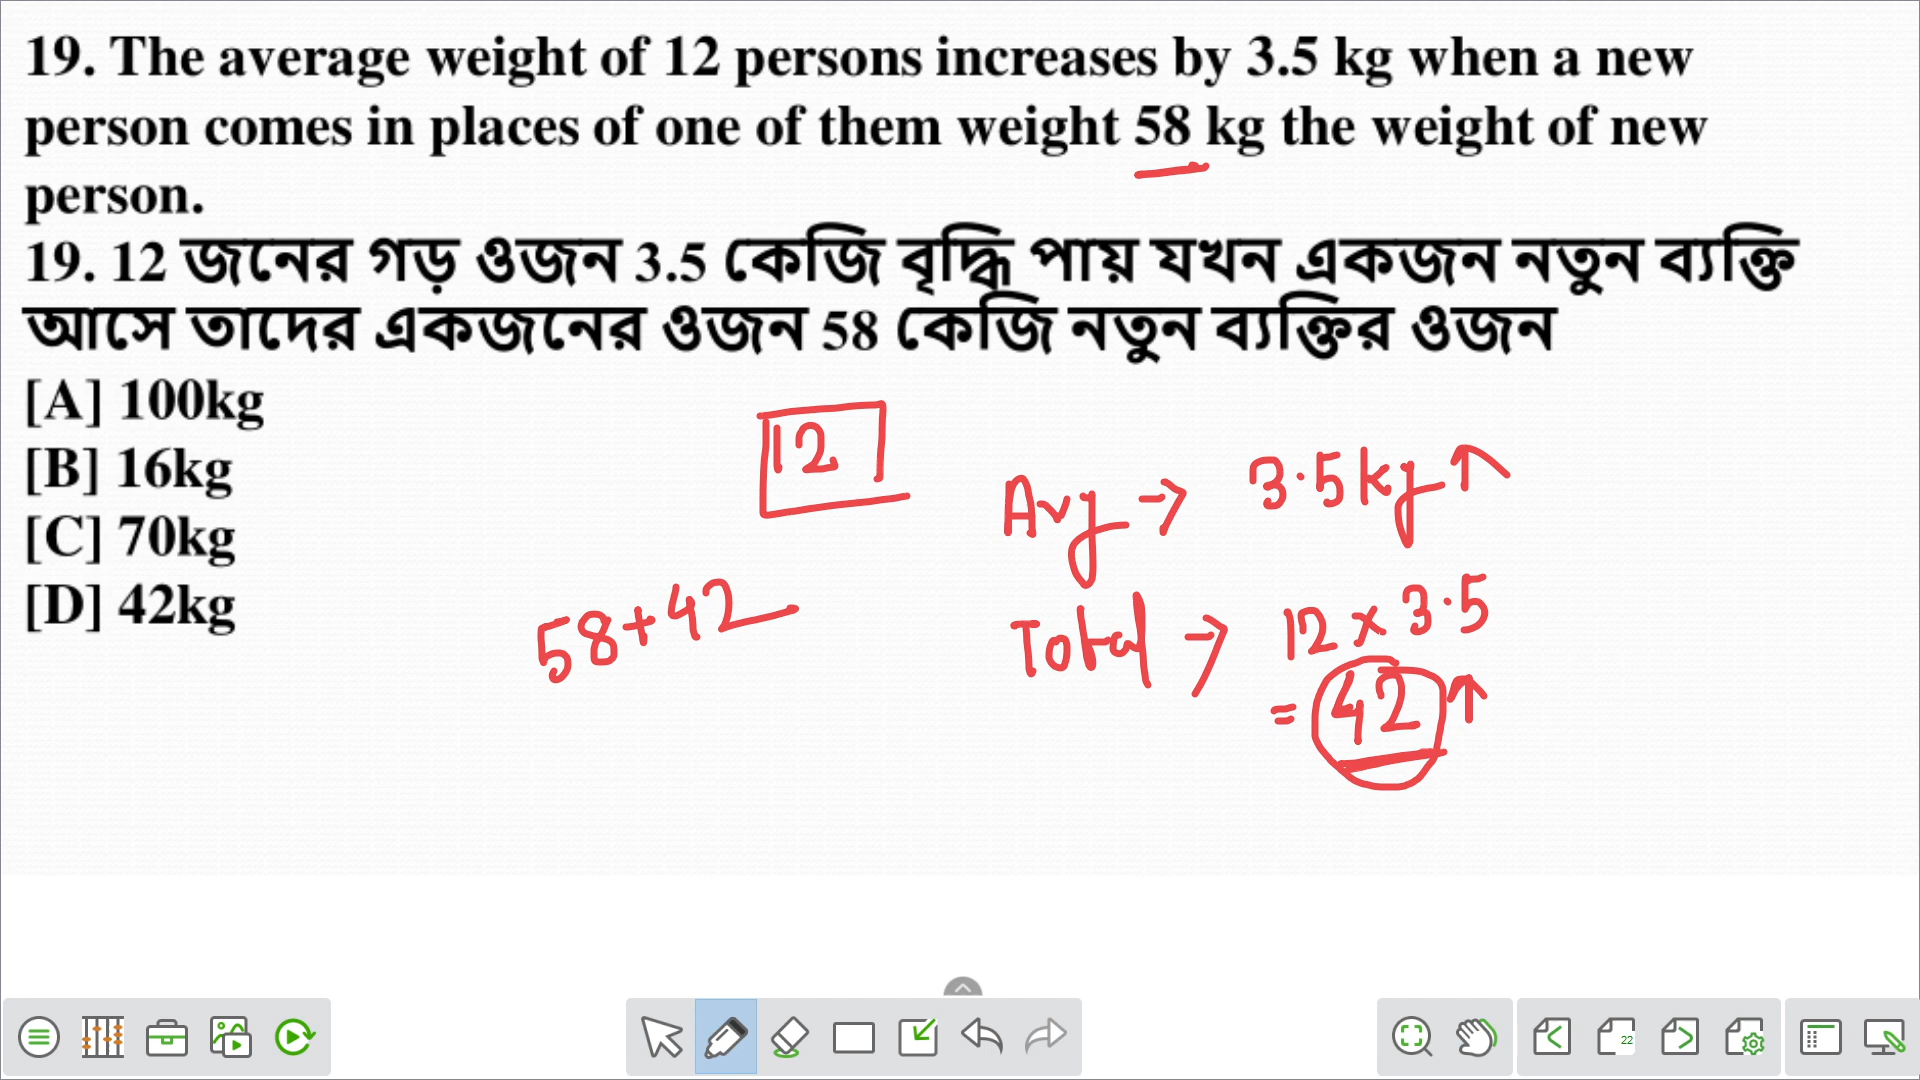 19. The average weight of 12 persons increases by 3.5 kg when a new
person comes in places of one of them weight 58 kg the weight of new
person.
19. 12 জনের গড় ওজন 3.5 কেজি বৃদ্ধি পায় যখন একজন নতুন ব্যক্তি
আসে তাদের একজনের ওজন 58 কেজি নতুন ব্যক্তির ওজন
[A] 100kg
[B] 16kg
[C] 70kg
[D] 42kg
12
Avg → 3.5kg ↑
58+42
Total → 12 x 3.5
= 42 ↑
22